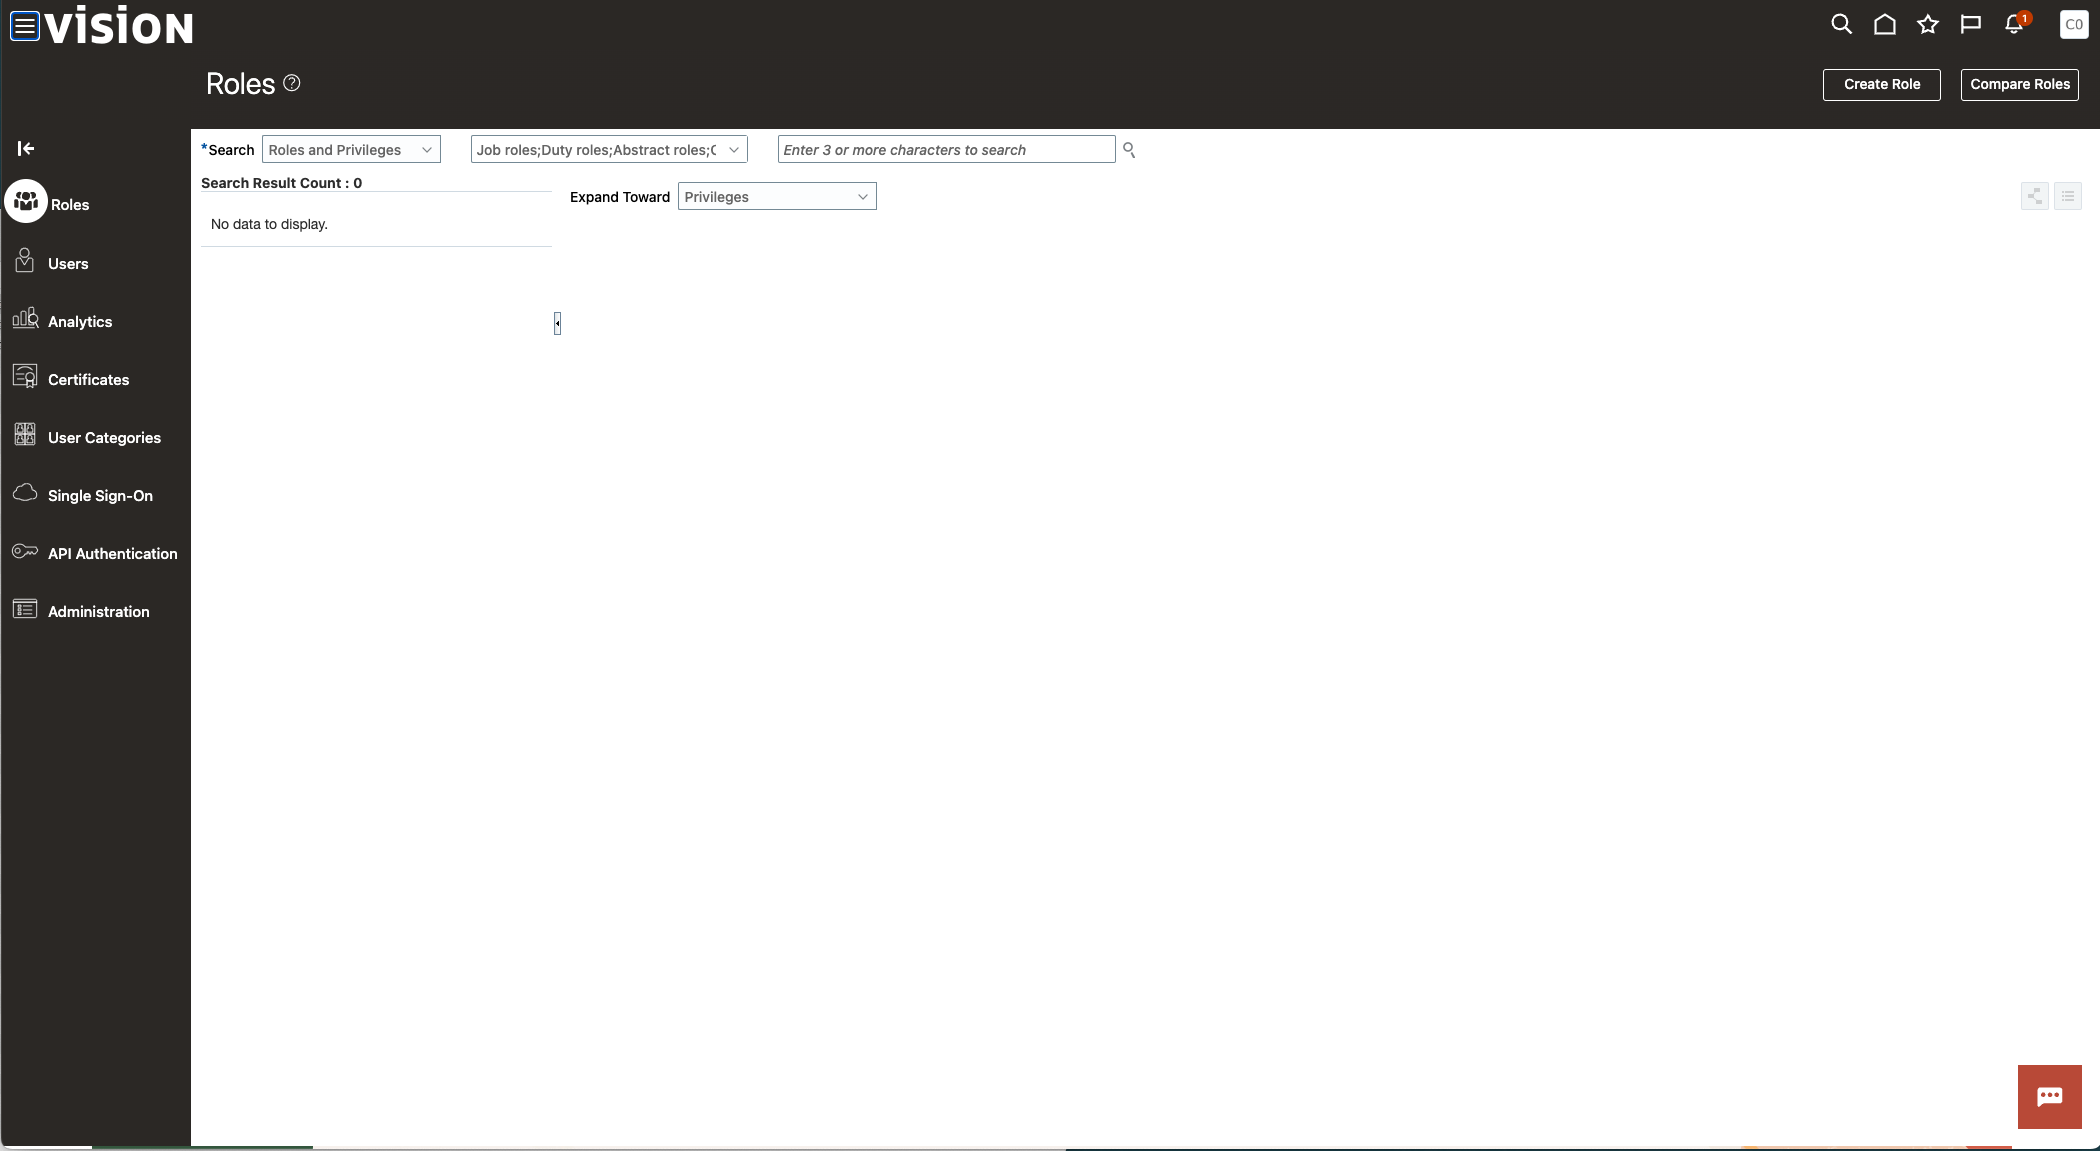 vision
1
CO
Roles
Create Role
Compare Roles
*Search
Roles and Privileges
Job roles;Duty roles;Abstract roles;C
Enter 3 or more characters to search
Search Result Count : 0
Expand Toward
Privileges
No data to display.
Roles
Users
Analytics
Certificates
User Categories
Single Sign-On
API Authentication
Administration